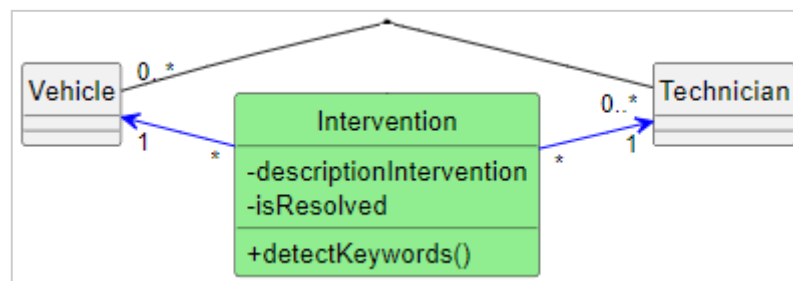 0..*
Vehicle
Technician
0..*
Intervention
1
*
*
1
-descriptionIntervention
-isResolved
+detectKeywords()